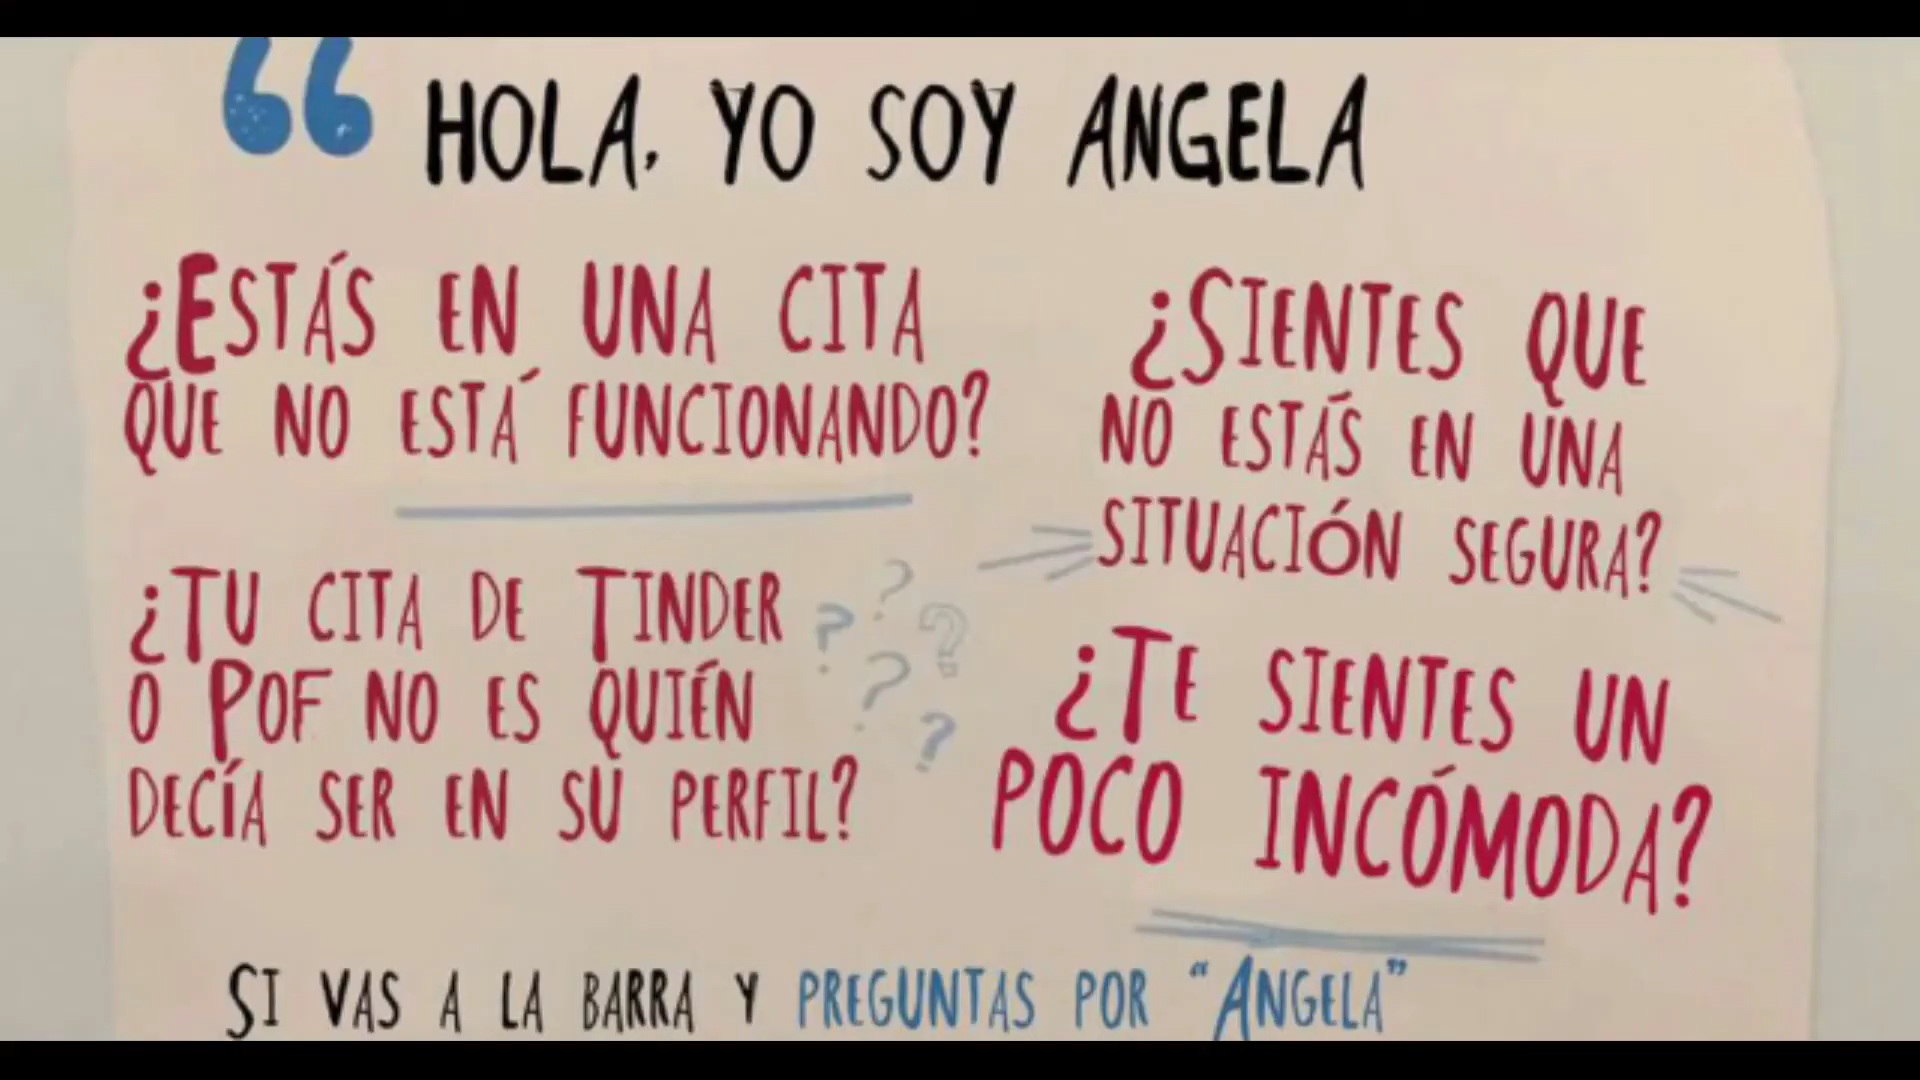 “ HOLA, YO SOY ANGELA
¿ESTÁS EN UNA CITA
QUE NO ESTÁ FUNCIONANDO?
¿TU CITA DE TINDER
O POF NO ES QUIÉN
DECÍA SER EN SU PERFIL?
¿SIENTES QUE
NO ESTÁS EN UNA
SITUACIÓN SEGURA?
¿TE SIENTES UN
POCO INCÓMODA?
SI VAS A LA BARRA Y PREGUNTAS POR “ANGELA”